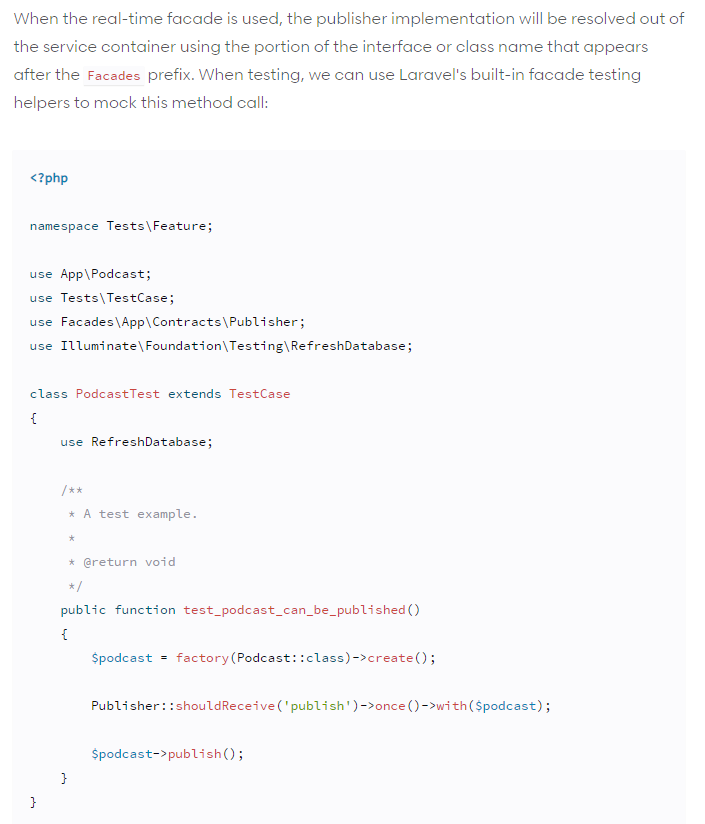 When the real-time facade is used, the publisher implementation will be resolved out of
the service container using the portion of the interface or class name that appears
after the Facades prefix. When testing, we can use Laravel's built-in facade testing
helpers to mock this method call:
<?php
namespace Tests\Feature;
use App\Podcast;
use Tests\TestCase;
use Facades\App\Contracts\Publisher;
use Illuminate\Foundation\Testing\RefreshDatabase;
class PodcastTest extends TestCase
{
    use RefreshDatabase;
    /**
     * A test example.
     *
     * @return void
     */
    public function test_podcast_can_be_published()
    {
        $podcast = factory(Podcast::class)->create();
        Publisher::shouldReceive('publish')->once()->with($podcast);
        $podcast->publish();
    }
}